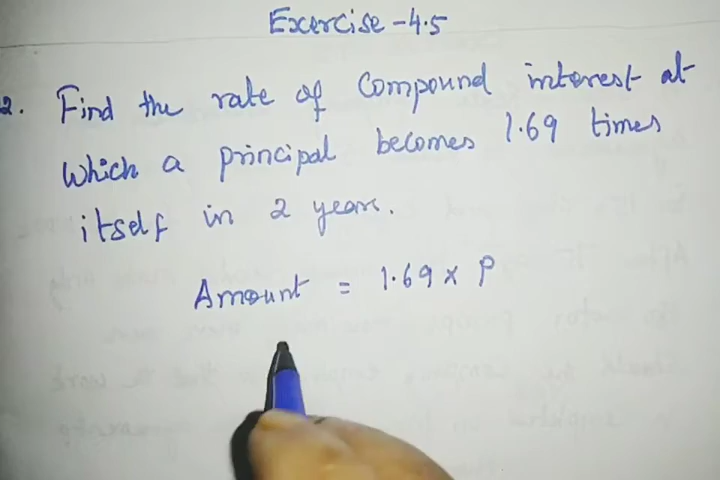 Exercise - 4.5
2. Find the rate of compound interest at
which a principal becomes 1.69 times
itself in 2 years.
Amount = 1.69 x P